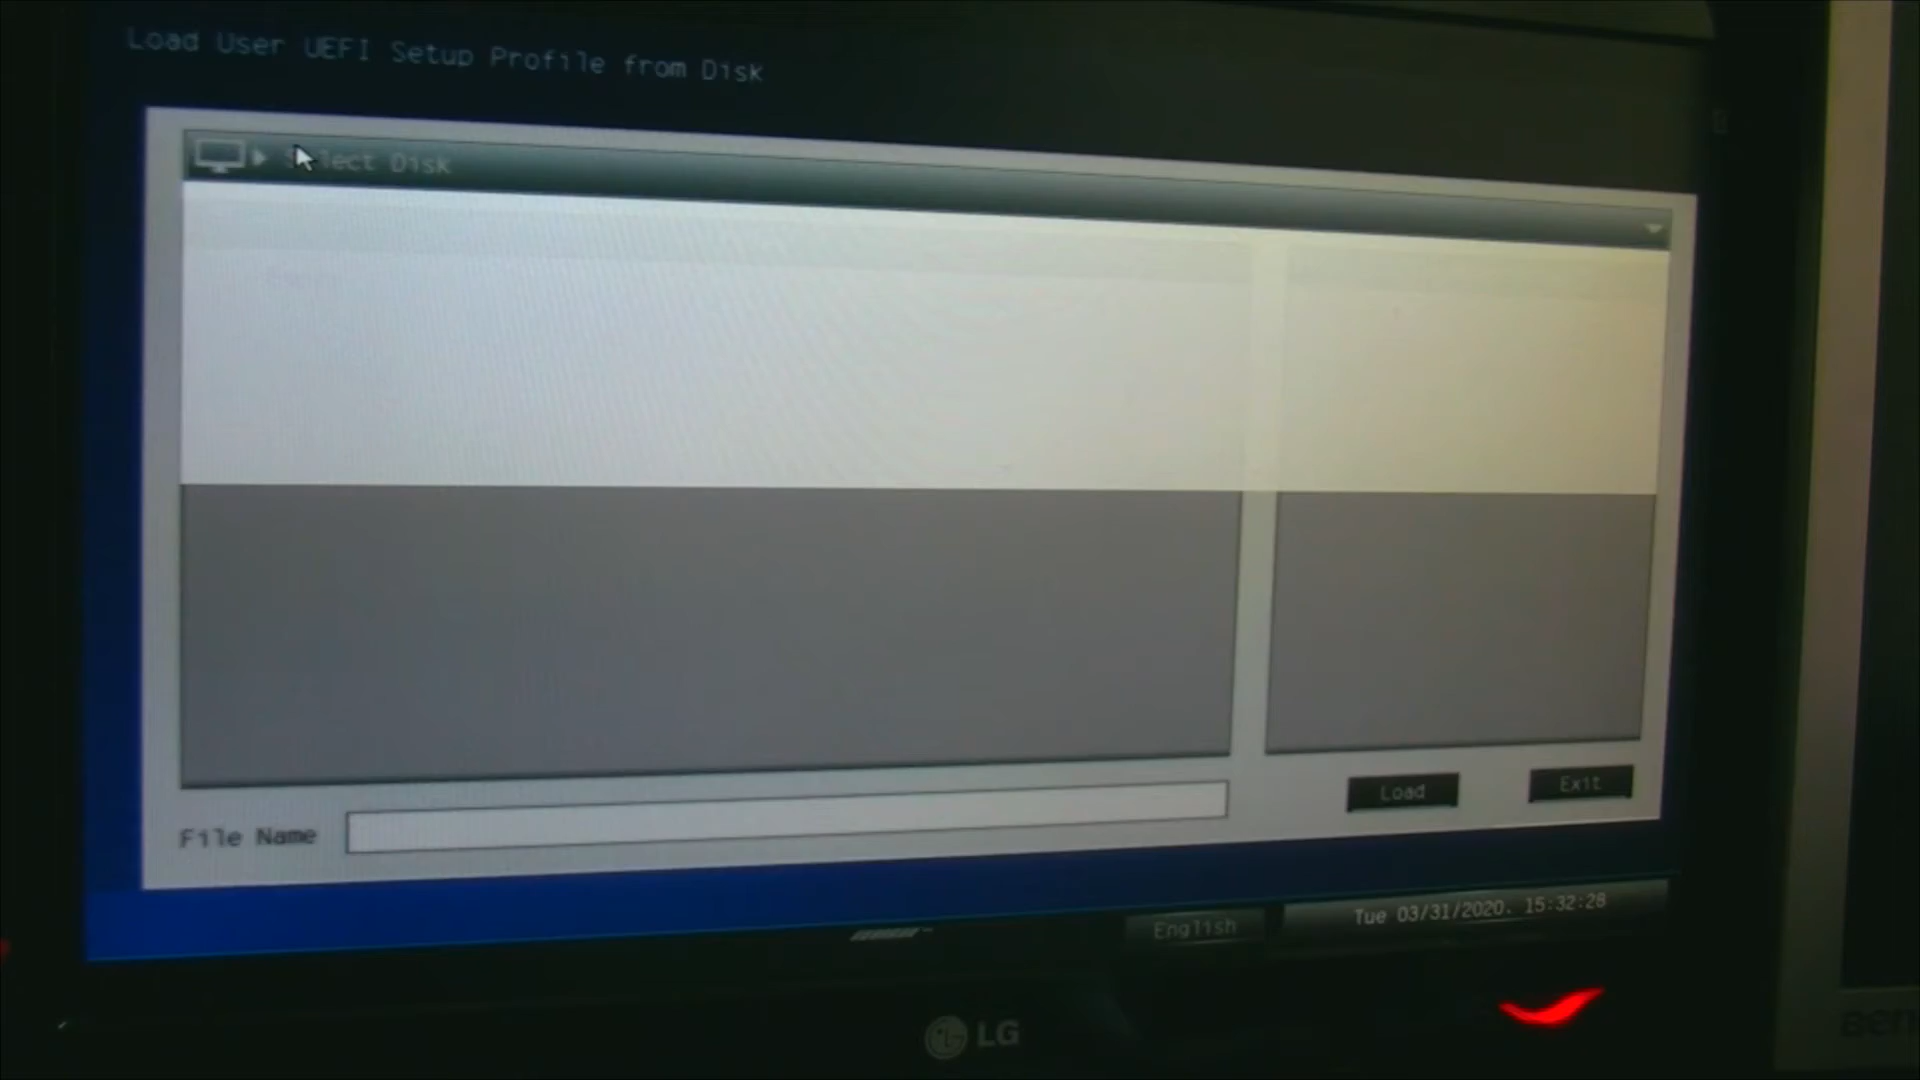 Load User UEFI Setup Profile from Disk
Select Disk
File Name
Load
Exit
English
Tue 03/31/2020. 15:32:28
LG